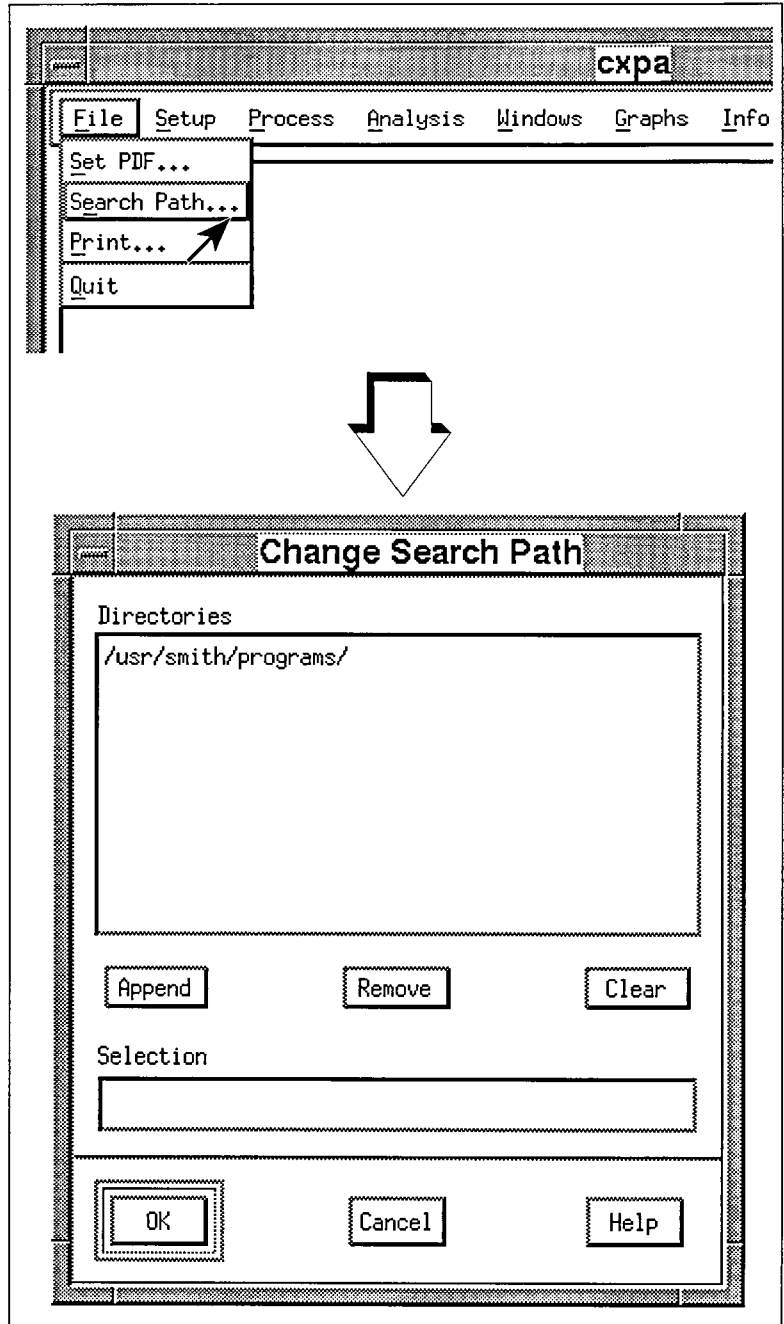 cxpa
File Setup Process Analysis Windows Graphs Info
Set PDF...
Search Path...
Print...
Quit
Change Search Path
Directories
/usr/smith/programs/
Append Remove Clear
Selection
OK Cancel Help